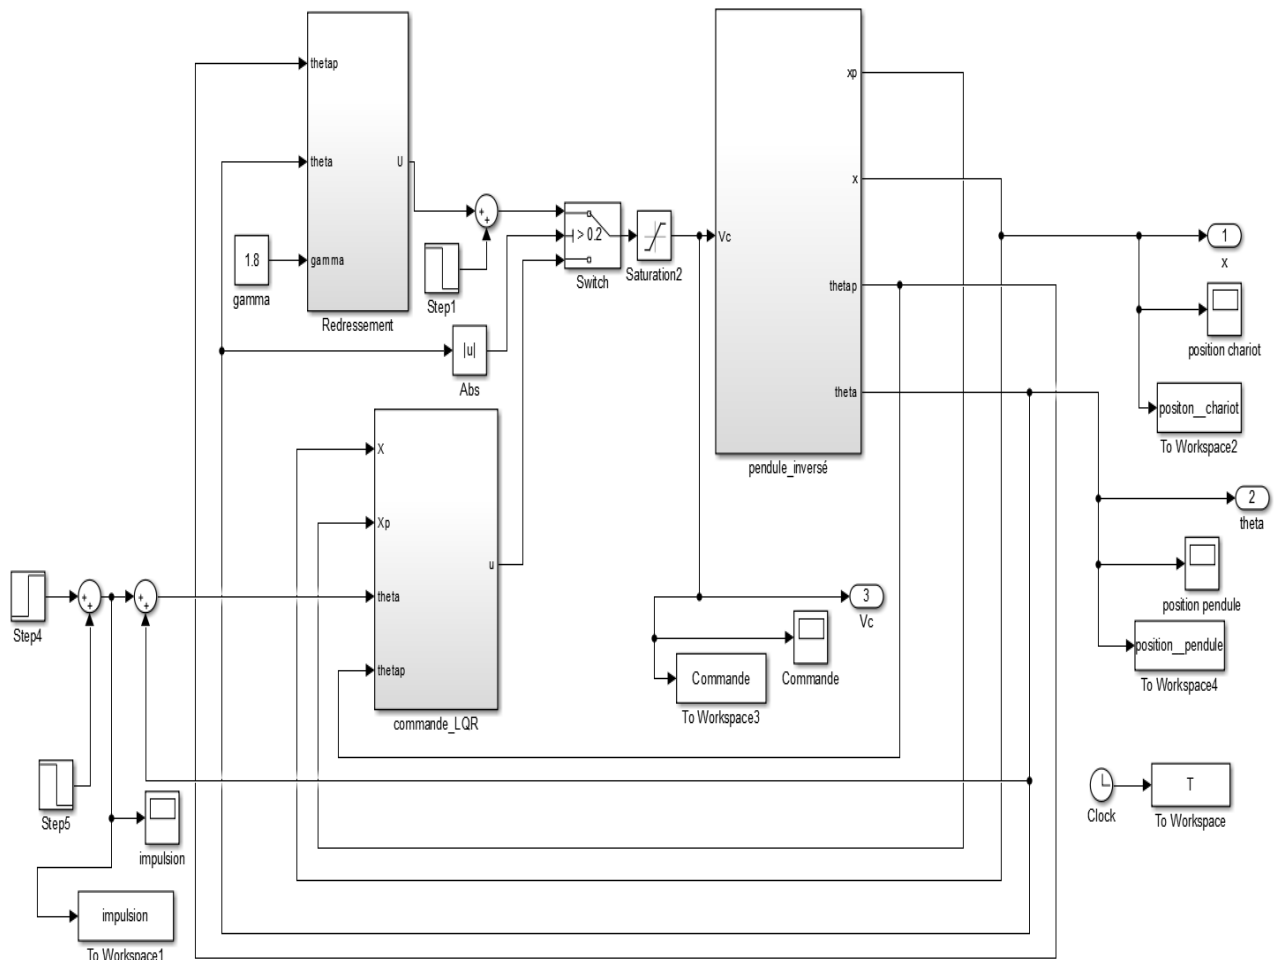 thetap
theta
U
gamma
Redressement
1.8
gamma
+
+
Step1
> 0.2
Switch
Saturation2
|u|
Abs
xp
x
Vc
thetap
theta
pendule_inversé
1
x
position chariot
positon__chariot
To Workspace2
2
theta
position pendule
position__pendule
To Workspace4
X
Xp
u
theta
thetap
commande_LQR
Step4
+
+
+
+
3
Vc
Commande
Commande
To Workspace3
Step5
impulsion
impulsion
To Workspace1
Clock
T
To Workspace